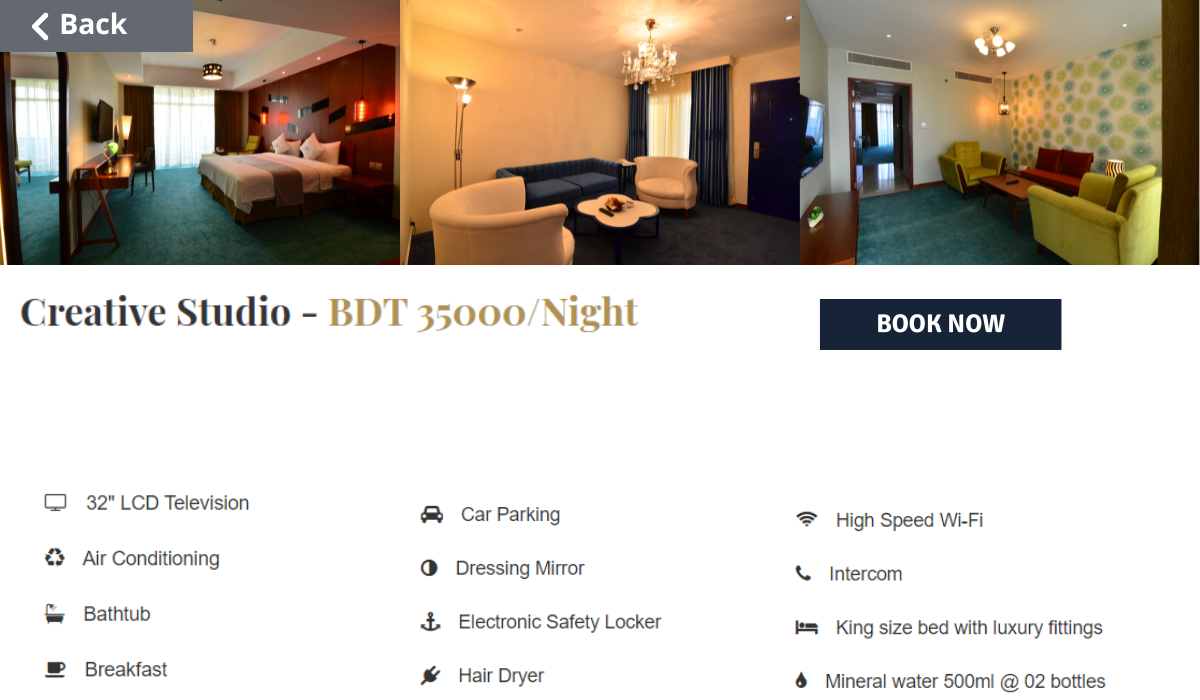 Back
Creative Studio - BDT 35000/Night
BOOK NOW
32" LCD Television
Air Conditioning
Bathtub
Breakfast
Car Parking
Dressing Mirror
Electronic Safety Locker
Hair Dryer
High Speed Wi-Fi
Intercom
King size bed with luxury fittings
Mineral water 500ml @ 02 bottles